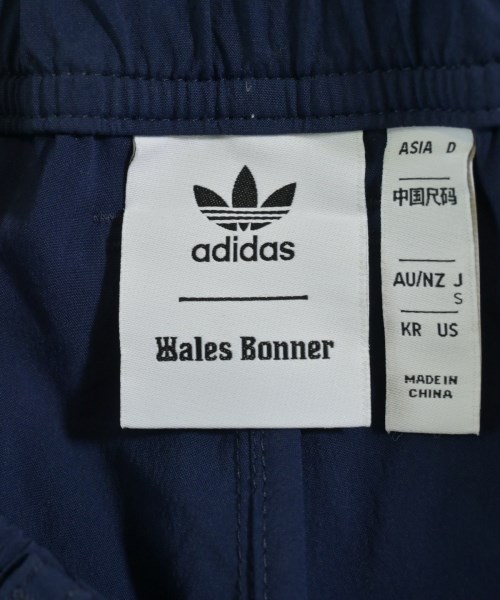 adidas
Wales Bonner
ASIA D
中国尺码
AU/NZ J
S
KR US
MADE IN
CHINA